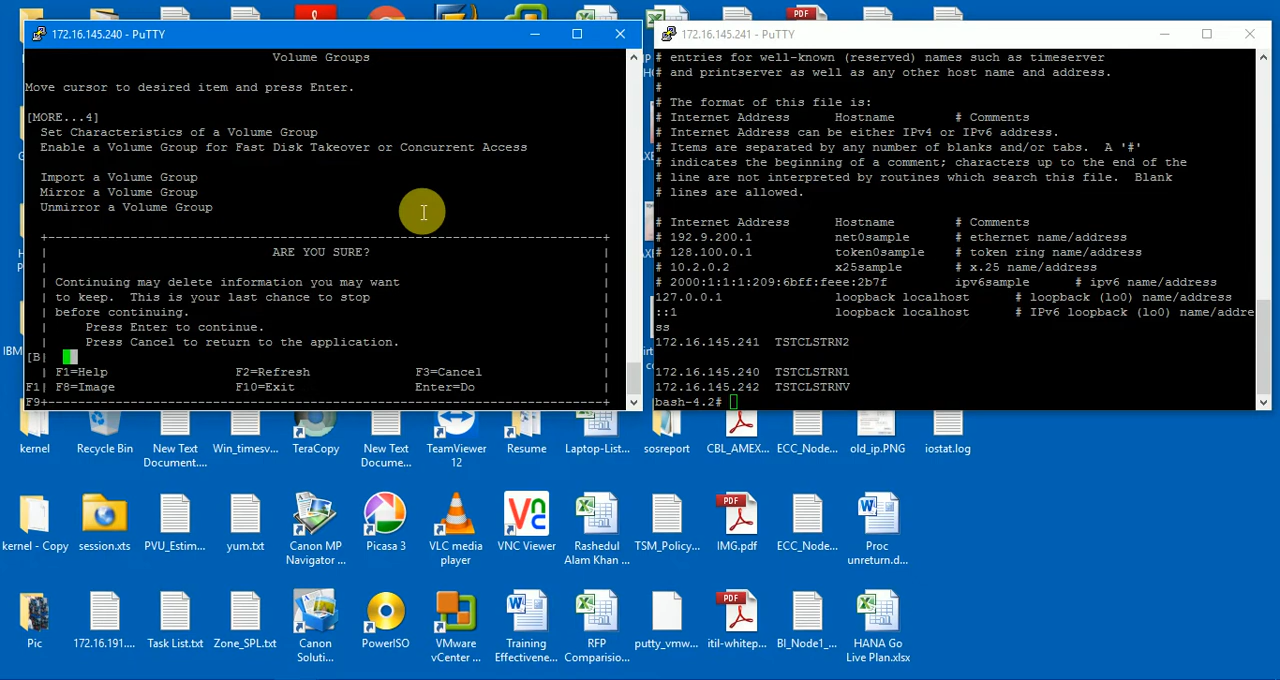 172.16.145.240 - PuTTY
Volume Groups
Move cursor to desired item and press Enter.
[MORE...4]
Set Characteristics of a Volume Group
Enable a Volume Group for Fast Disk Takeover or Concurrent Access
Import a Volume Group
Mirror a Volume Group
Unmirror a Volume Group
ARE YOU SURE?
Continuing may delete information you may want
to keep.  This is your last chance to stop
before continuing.
Press Enter to continue.
Press Cancel to return to the application.
[B
F1=Help F2=Refresh F3=Cancel
F1 F8=Image F10=Exit Enter=Do
F9
172.16.145.241 - PuTTY
# entries for well-known (reserved) names such as timeserver
# and printserver as well as any other host name and address.
#
# The format of this file is:
# Internet Address Hostname # Comments
# Internet Address can be either IPv4 or IPv6 address.
# Items are separated by any number of blanks and/or tabs.  A '#'
# indicates the beginning of a comment; characters up to the end of the
# line are not interpreted by routines which search this file.  Blank
# lines are allowed.
# Internet Address Hostname # Comments
# 192.9.200.1 net0sample # ethernet name/address
# 128.100.0.1 token0sample # token ring name/address
# 10.2.0.2 x25sample # x.25 name/address
# 2000:1:1:1:209:6bff:feee:2b7f ipv6sample # ipv6 name/address
127.0.0.1 loopback localhost # loopback (lo0) name/address
::1 loopback localhost # IPv6 loopback (lo0) name/addre
ss
172.16.145.241 TSTCLSTRN2
172.16.145.240 TSTCLSTRN1
172.16.145.242 TSTCLSTRNV
bash-4.2#
PDF
IBM
kernel
Recycle Bin
New Text
Document....
Win_timesv...
TeraCopy
New Text
Docume...
TeamViewer
12
Resume
Laptop-List...
sosreport
CBL_AMEX...
ECC_Node...
old_ip.PNG
iostat.log
kernel - Copy
session.xts
PVU_Estim...
yum.txt
Canon MP
Navigator ...
Picasa 3
VLC media
player
VNC Viewer
Rashedul
Alam Khan ...
TSM_Policy...
IMG.pdf
ECC_Node...
Proc
unreturn.d...
Pic
172.16.191....
Task List.txt
Zone_SPL.txt
Canon
Soluti...
PowerISO
VMware
vCenter ...
Training
Effectivene...
RFP
Comparision...
putty_vmw...
itil-whitep...
BI_Node1_...
HANA Go
Live Plan.xlsx